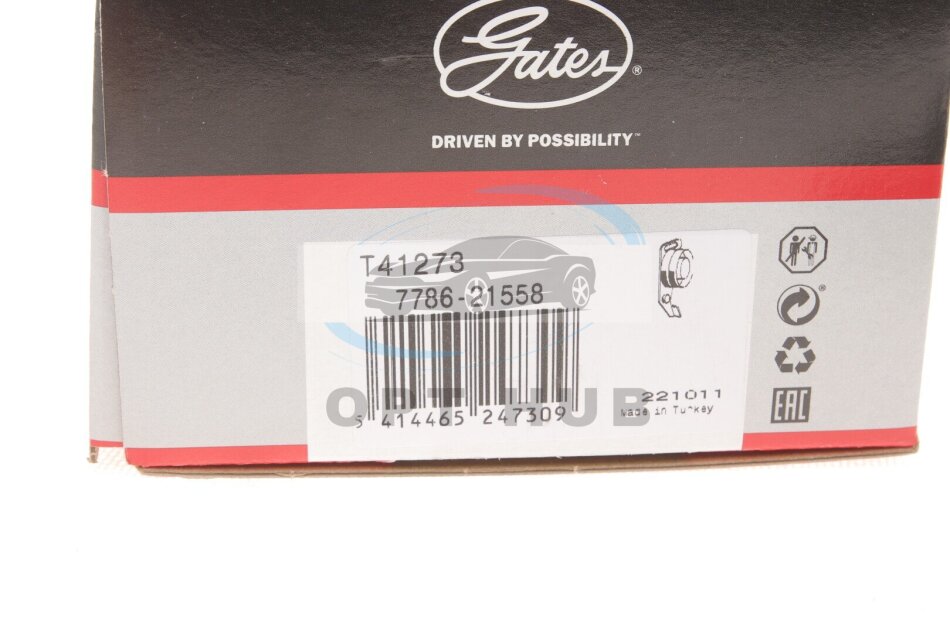 Gates®
DRIVEN BY POSSIBILITY™
T41273
7786-21558
5 414465 247309
OPT HUB
221011
Made in Turkey
EAC